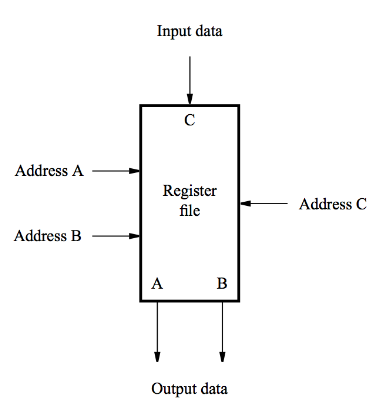 Input data
C
Address A
Register
file
Address C
Address B
A
B
Output data